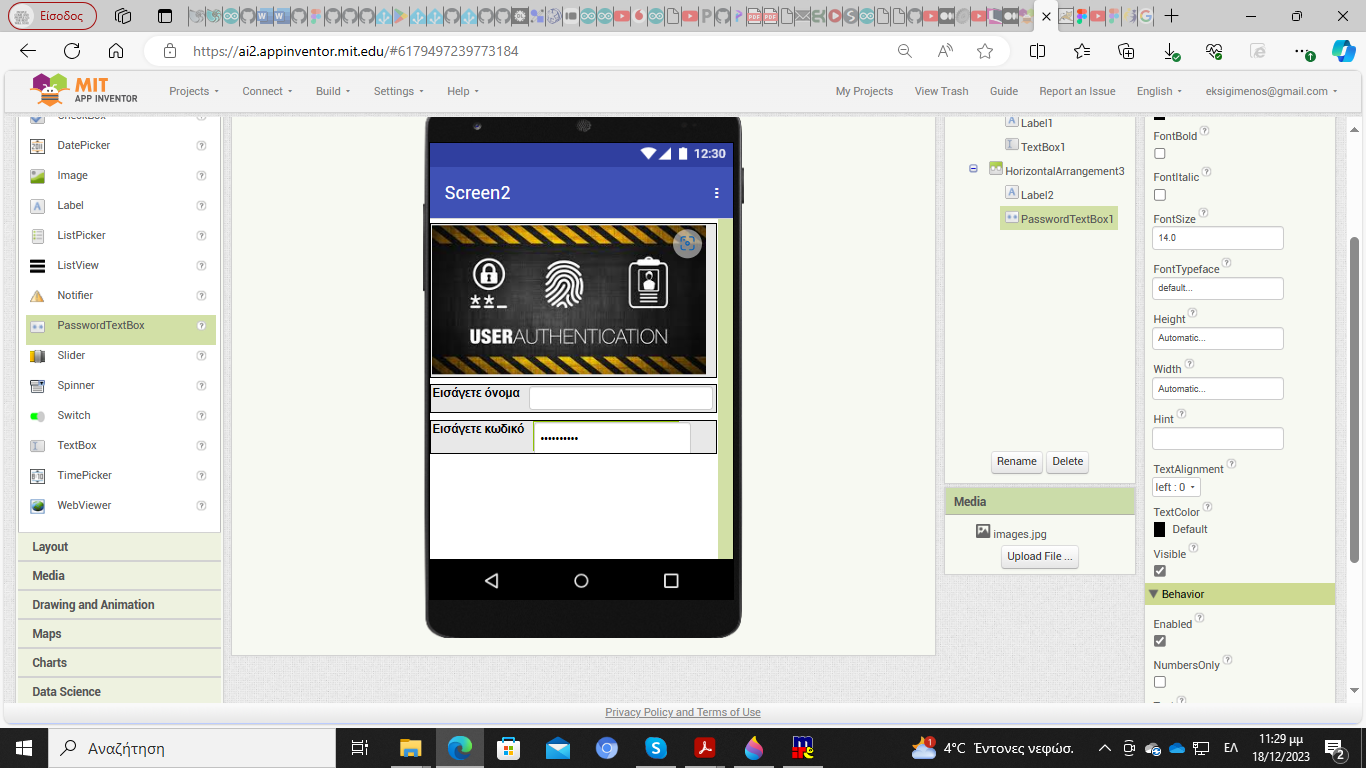 Είσοδος
https://ai2.appinventor.mit.edu/#6179497239773184
MIT
APP INVENTOR
Projects
Connect
Build
Settings
Help
My Projects
View Trash
Guide
Report an Issue
English
eksigimenos@gmail.com
CheckBox
DatePicker
Image
Label
ListPicker
ListView
Notifier
PasswordTextBox
Slider
Spinner
Switch
TextBox
TimePicker
WebViewer
Layout
Media
Drawing and Animation
Maps
Charts
Data Science
12:30
Screen2
**_
USERAUTHENTICATION
Εισάγετε όνομα
Εισάγετε κωδικό
••••••••••
Label1
TextBox1
HorizontalArrangement3
Label2
PasswordTextBox1
Rename
Delete
Media
images.jpg
Upload File ...
FontBold
FontItalic
FontSize
14.0
FontTypeface
default...
Height
Automatic...
Width
Automatic...
Hint
TextAlignment
left : 0
TextColor
Default
Visible
Behavior
Enabled
NumbersOnly
Privacy Policy and Terms of Use
Αναζήτηση
1
4°C Έντονες νεφώσ.
ΕΛ
11:29 μμ
18/12/2023
2